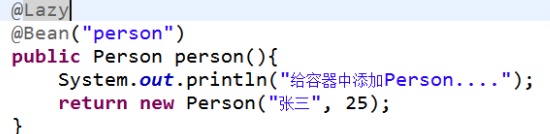 @Lazy
@Bean("person")
public Person person(){
    System.out.println("给容器中添加Person....");
    return new Person("张三", 25);
}